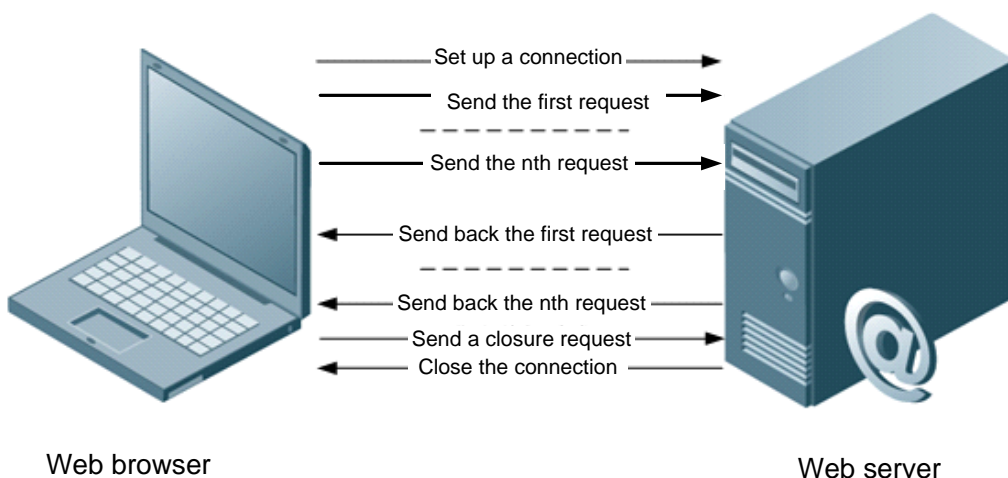 Set up a connection
Send the first request
Send the nth request
Send back the first request
Send back the nth request
Send a closure request
Close the connection
Web browser
Web server
@